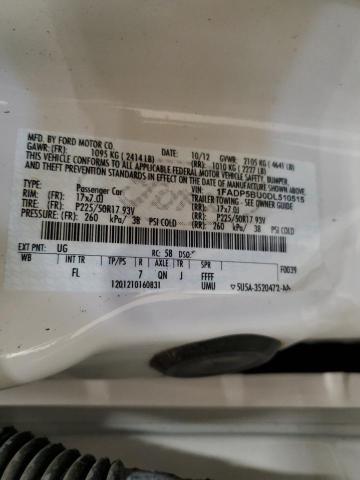 MFD. BY FORD MOTOR CO.
10/12 GVWR: 2105 KG ( 4641 LB)
GAWR: (FR): 1095 KG ( 2414 LB) (RR): 1010 KG ( 2227 LB)
THIS VEHICLE CONFORMS TO ALL APPLICABLE FEDERAL MOTOR VEHICLE SAFETY, BUMPER,
AND THEFT PREVENTION STANDARDS IN EFFECT ON THE DATE OF MANUFACTURE SHOWN ABOVE.
VIN: 1FADP5BU0DL510515
TYPE: Passenger Car TRAILER TOWING - SEE OWNER GUIDE
RIM: (FR): 17x7.0J (RR): 17x7.0J
TIRE: (FR): P225/50R17 93V (RR): P225/50R17 93V
PRESSURE: (FR): 260 kPa/ 38 PSI COLD (RR): 260 kPa/ 38 PSI COLD
EXT PNT: UG RC: 58 DSO: F0039
WB INT TR TP/PS R AXLE TR SPR
FL 7 QN J FFFF
1201210160831 UMU 5U5A-3520472-AA